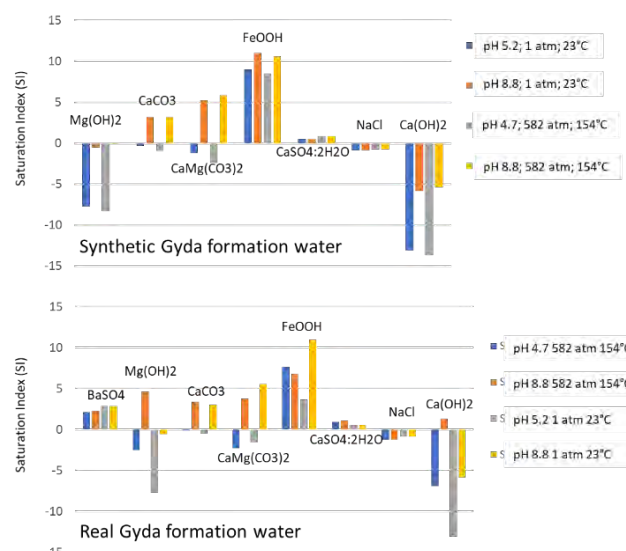 15
10
5
0
-5
-10
-15
Saturation Index (SI)
Mg(OH)2
CaCO3
CaMg(CO3)2
FeOOH
CaSO4:2H2O
NaCl
Ca(OH)2
Synthetic Gyda formation water
pH 5.2; 1 atm; 23°C
pH 8.8; 1 atm; 23°C
pH 4.7; 582 atm; 154°C
pH 8.8; 582 atm; 154°C
15
10
5
0
-5
-10
-15
Saturation Index (SI)
BaSO4
Mg(OH)2
CaCO3
CaMg(CO3)2
FeOOH
CaSO4:2H2O
NaCl
Ca(OH)2
Real Gyda formation water
S pH 4.7 582 atm 154°C
S pH 8.8 582 atm 154°C
S pH 5.2 1 atm 23°C
S pH 8.8 1 atm 23°C